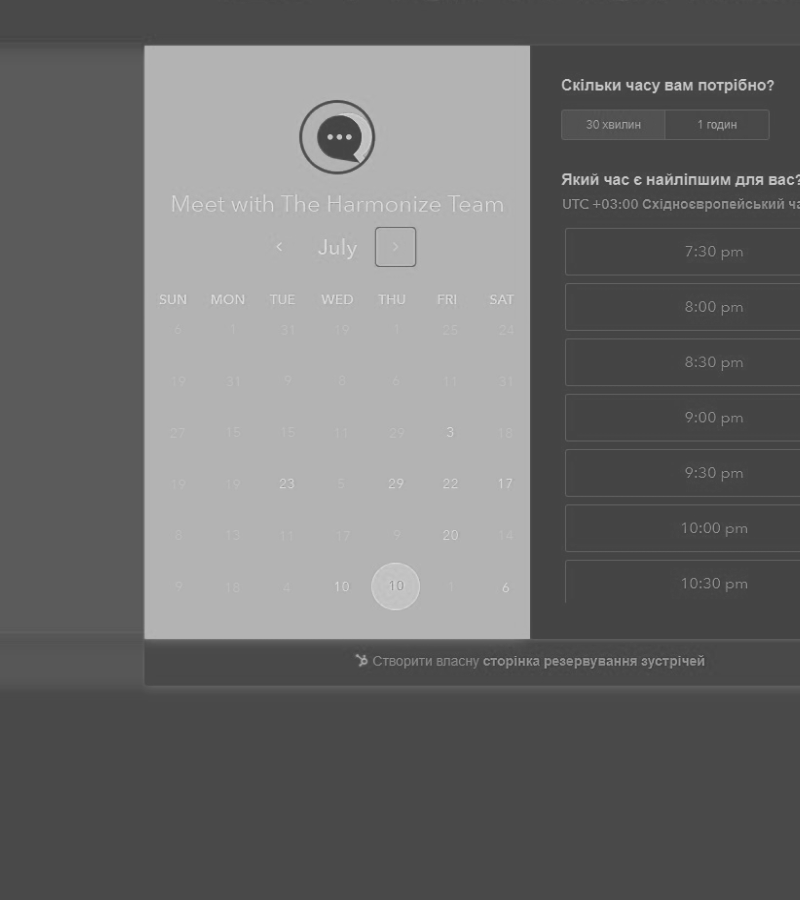 Meet with The Harmonize Team
July
SUN MON TUE WED THU FRI SAT
6 1 31 19 1 25 24
19 31 9 8 6 11 31
27 15 15 11 29 3 18
19 19 23 5 29 22 17
8 13 11 17 9 20 14
9 18 4 10 10 1 6
Скільки часу вам потрібно?
30 хвилин 1 годин
Який час є найліпшим для вас?
UTC +03:00 Східноєвропейський
7:30 pm
8:00 pm
8:30 pm
9:00 pm
9:30 pm
10:00 pm
10:30 pm
Створити власну сторінка резервування зустрічей